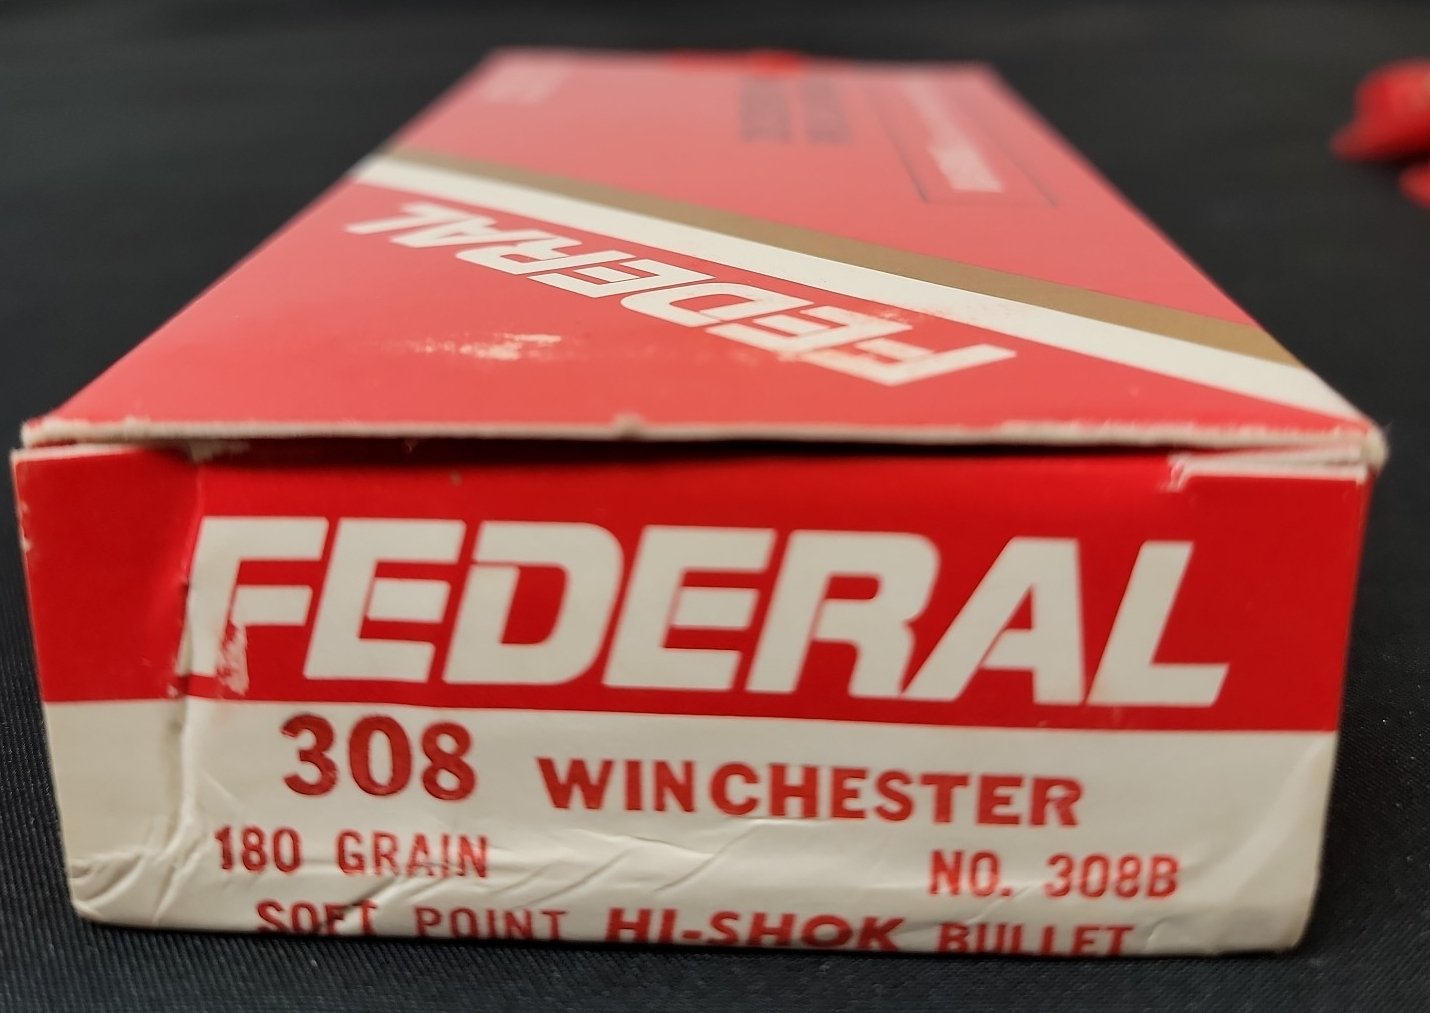 FEDERAL
FEDERAL
308 WINCHESTER
180 GRAIN NO. 308B
SOFT POINT HI-SHOK BULLET